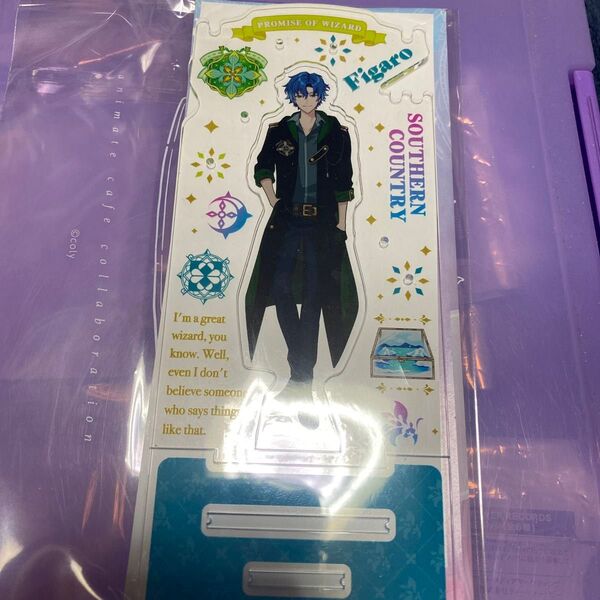 PROMISE OF WIZARD
Figaro
SOUTHERN
COUNTRY
I'm a great
wizard, you
know. Well,
even I don't
believe someone
who says things
like that.
animate cafe collaboration
©coly
RECORDS